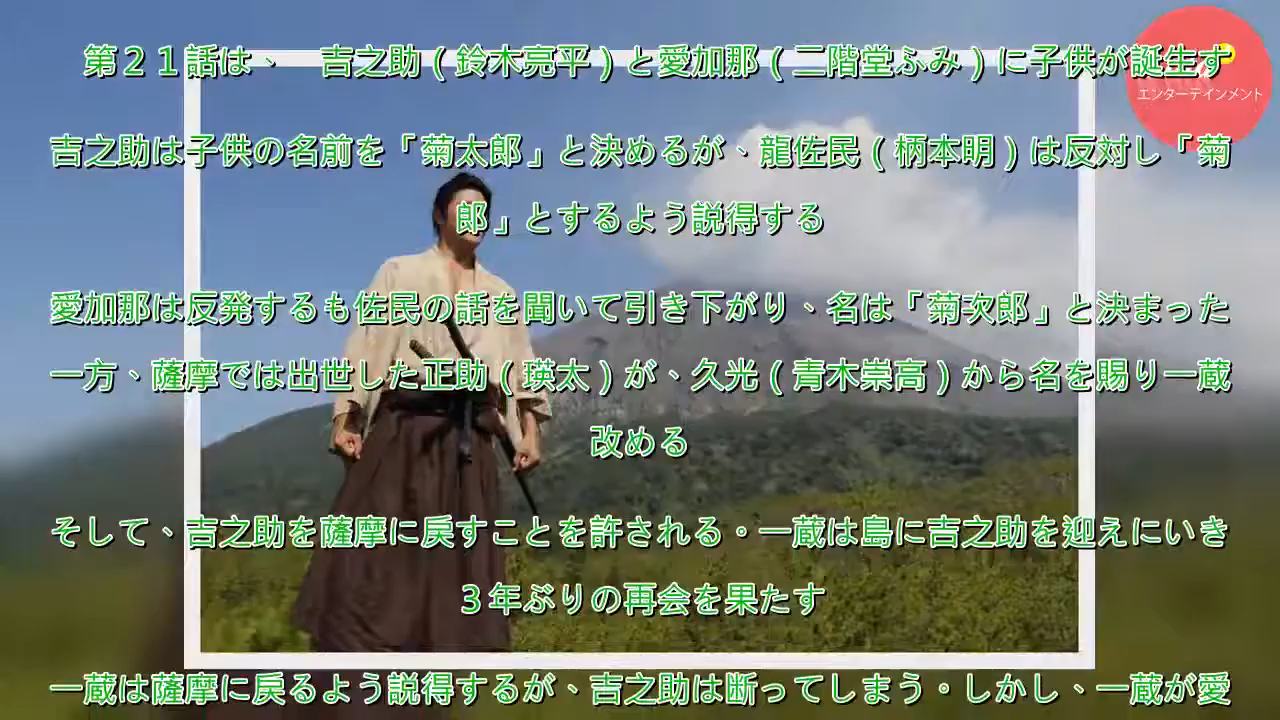 第２１話は、　吉之助（鈴木亮平）と愛加那（二階堂ふみ）に子供が誕生す
エンターテインメント
吉之助は子供の名前を「菊太郎」と決めるが、龍佐民（柄本明）は反対し「菊
郎」とするよう説得する
愛加那は反発するも佐民の話を聞いて引き下がり、名は「菊次郎」と決まった
一方、薩摩では出世した正助（瑛太）が、久光（青木崇高）から名を賜り一蔵
改める
そして、吉之助を薩摩に戻すことを許される。一蔵は島に吉之助を迎えにいき
３年ぶりの再会を果たす
一蔵は薩摩に戻るよう説得するが、吉之助は断ってしまう。しかし、一蔵が愛